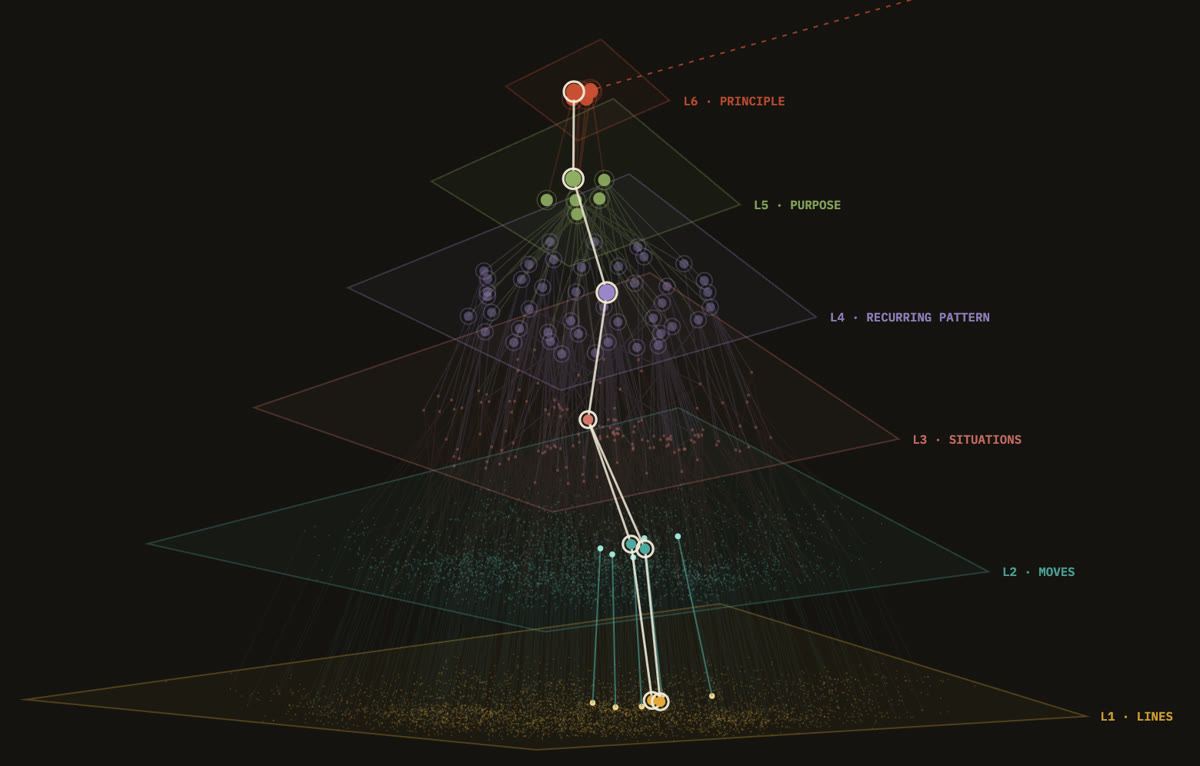 L6 · PRINCIPLE
L5 · PURPOSE
L4 · RECURRING PATTERN
L3 · SITUATIONS
L2 · MOVES
L1 · LINES